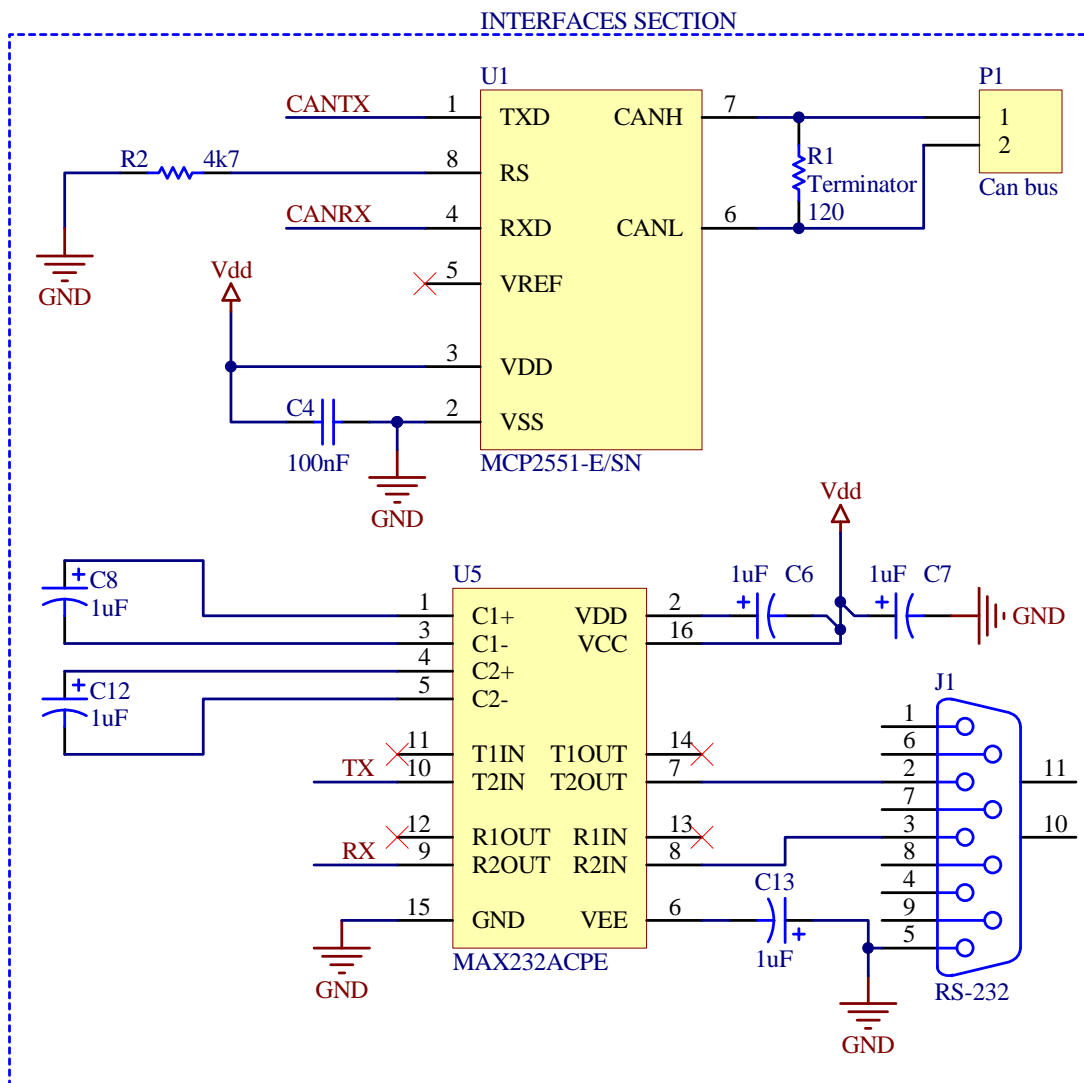 INTERFACES SECTION
U1
P1
CANTX 1 TXD CANH 7 1
2
R2 4k7 8 RS
R1
Terminator
120
Can bus
CANRX 4 RXD CANL 6
5 VREF
GND
Vdd
3 VDD
C4 2 VSS
100nF
MCP2551-E/SN
GND
Vdd
+ C8
1uF
U5
1uF C6 1uF C7
+ +
1 C1+ VDD 2
GND
3 C1- VCC 16
4 C2+
5 C2-
+ C12
1uF
J1
1
11 T1IN T1OUT 14 6
TX 10 T2IN T2OUT 7 2 11
7
12 R1OUT R1IN 13 3 10
RX 9 R2OUT R2IN 8 8
C13
4
15 GND VEE 6 9
+
1uF
5
GND
MAX232ACPE
RS-232
GND